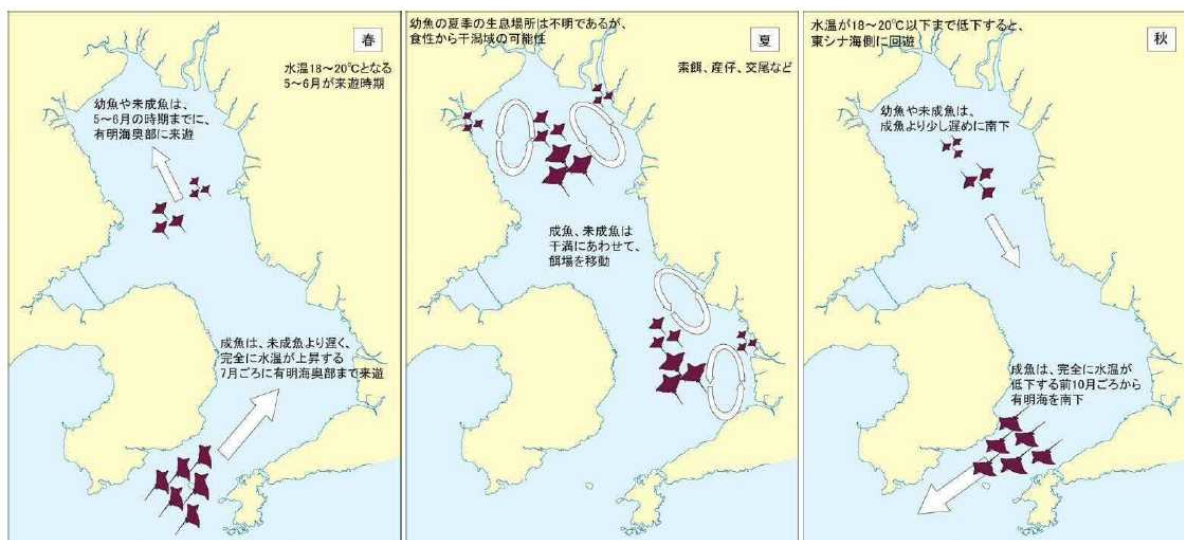 春
水温18～20℃となる
5～6月が来遊時期
幼魚や未成魚は、
5～6月の時期までに、
有明海奥部に来遊
成魚は、未成魚より遅く、
完全に水温が上昇する
7月ごろに有明海奥部まで来遊
幼魚の夏季の生息場所は不明であるが、
食性から干潟域の可能性
夏
索餌、産仔、交尾など
成魚、未成魚は
干満にあわせて、
餌場を移動
水温が18～20℃以下まで低下すると、
東シナ海側に回遊
秋
幼魚や未成魚は、
成魚より少し遅めに南下
成魚は、完全に水温が
低下する前10月ごろから
有明海を南下